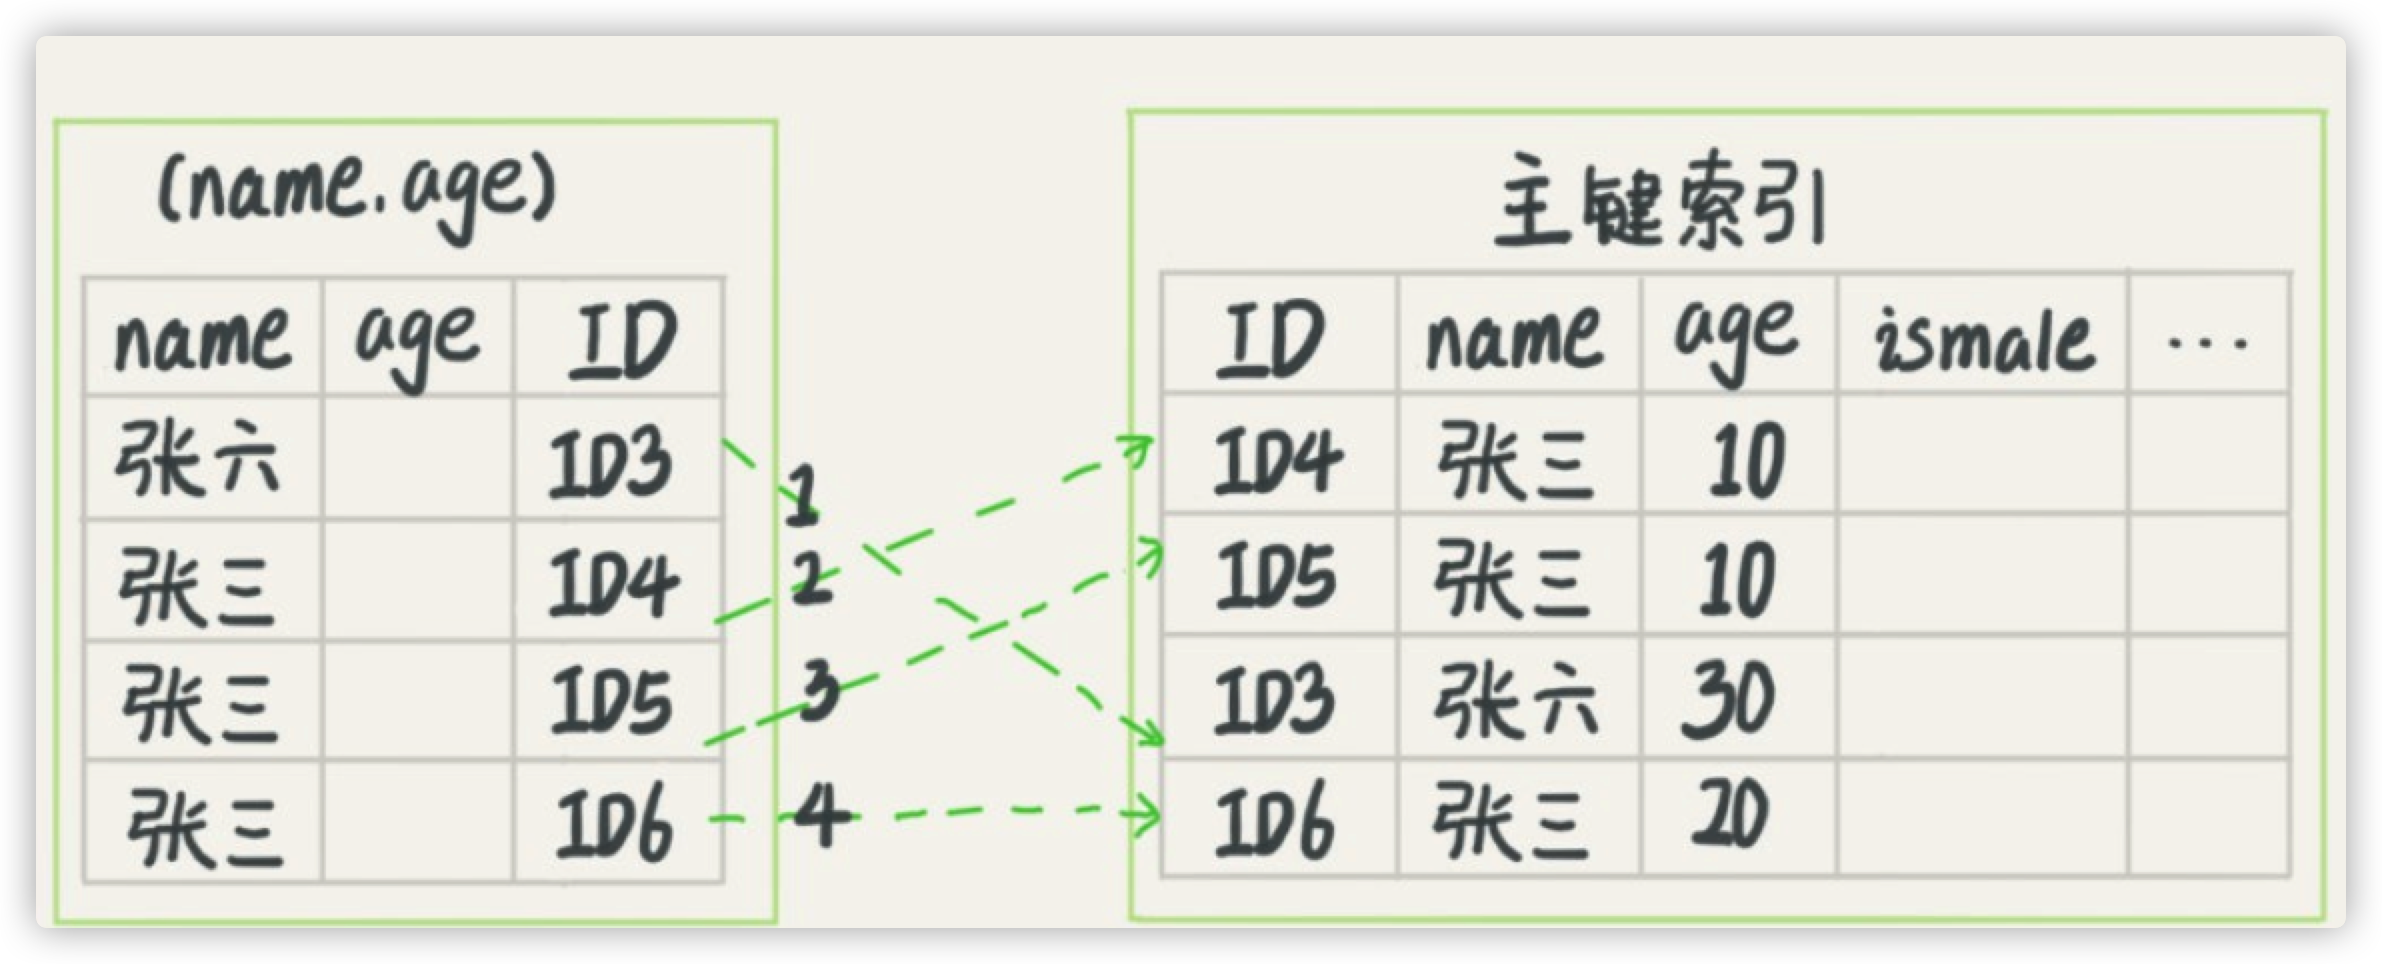 (name.age)
name age ID
张六 ID3
张三 ID4
张三 ID5
张三 ID6
1
2
3
4
主键索引
ID name age ismale ...
ID4 张三 10
ID5 张三 10
ID3 张六 30
ID6 张三 20